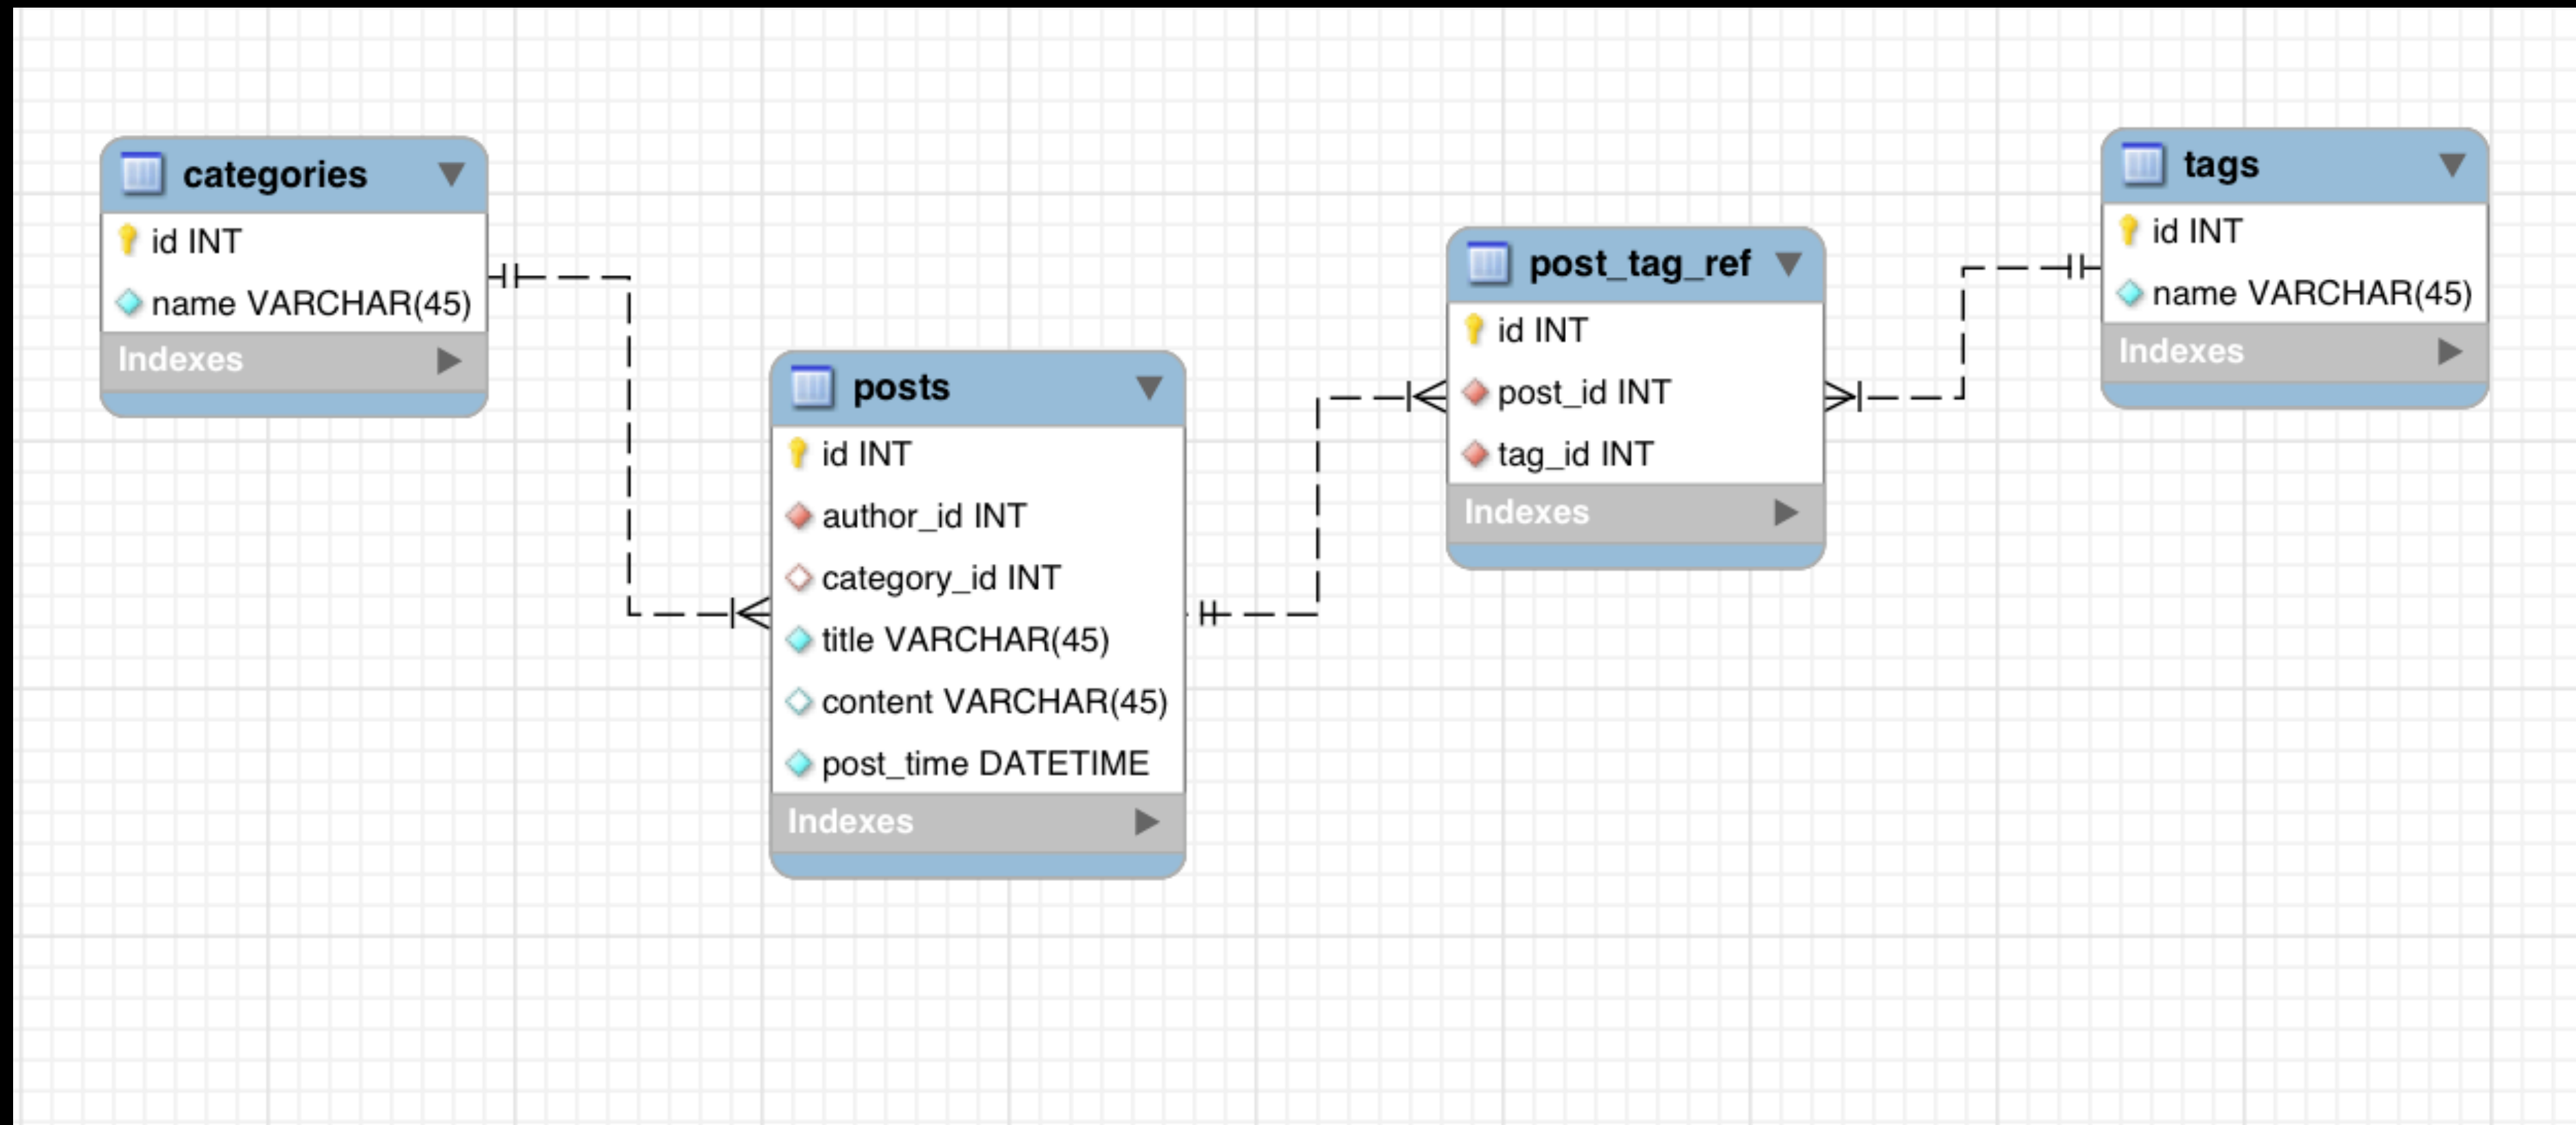 categories
id INT
name VARCHAR(45)
Indexes
posts
id INT
author_id INT
category_id INT
title VARCHAR(45)
content VARCHAR(45)
post_time DATETIME
Indexes
post_tag_ref
id INT
post_id INT
tag_id INT
Indexes
tags
id INT
name VARCHAR(45)
Indexes